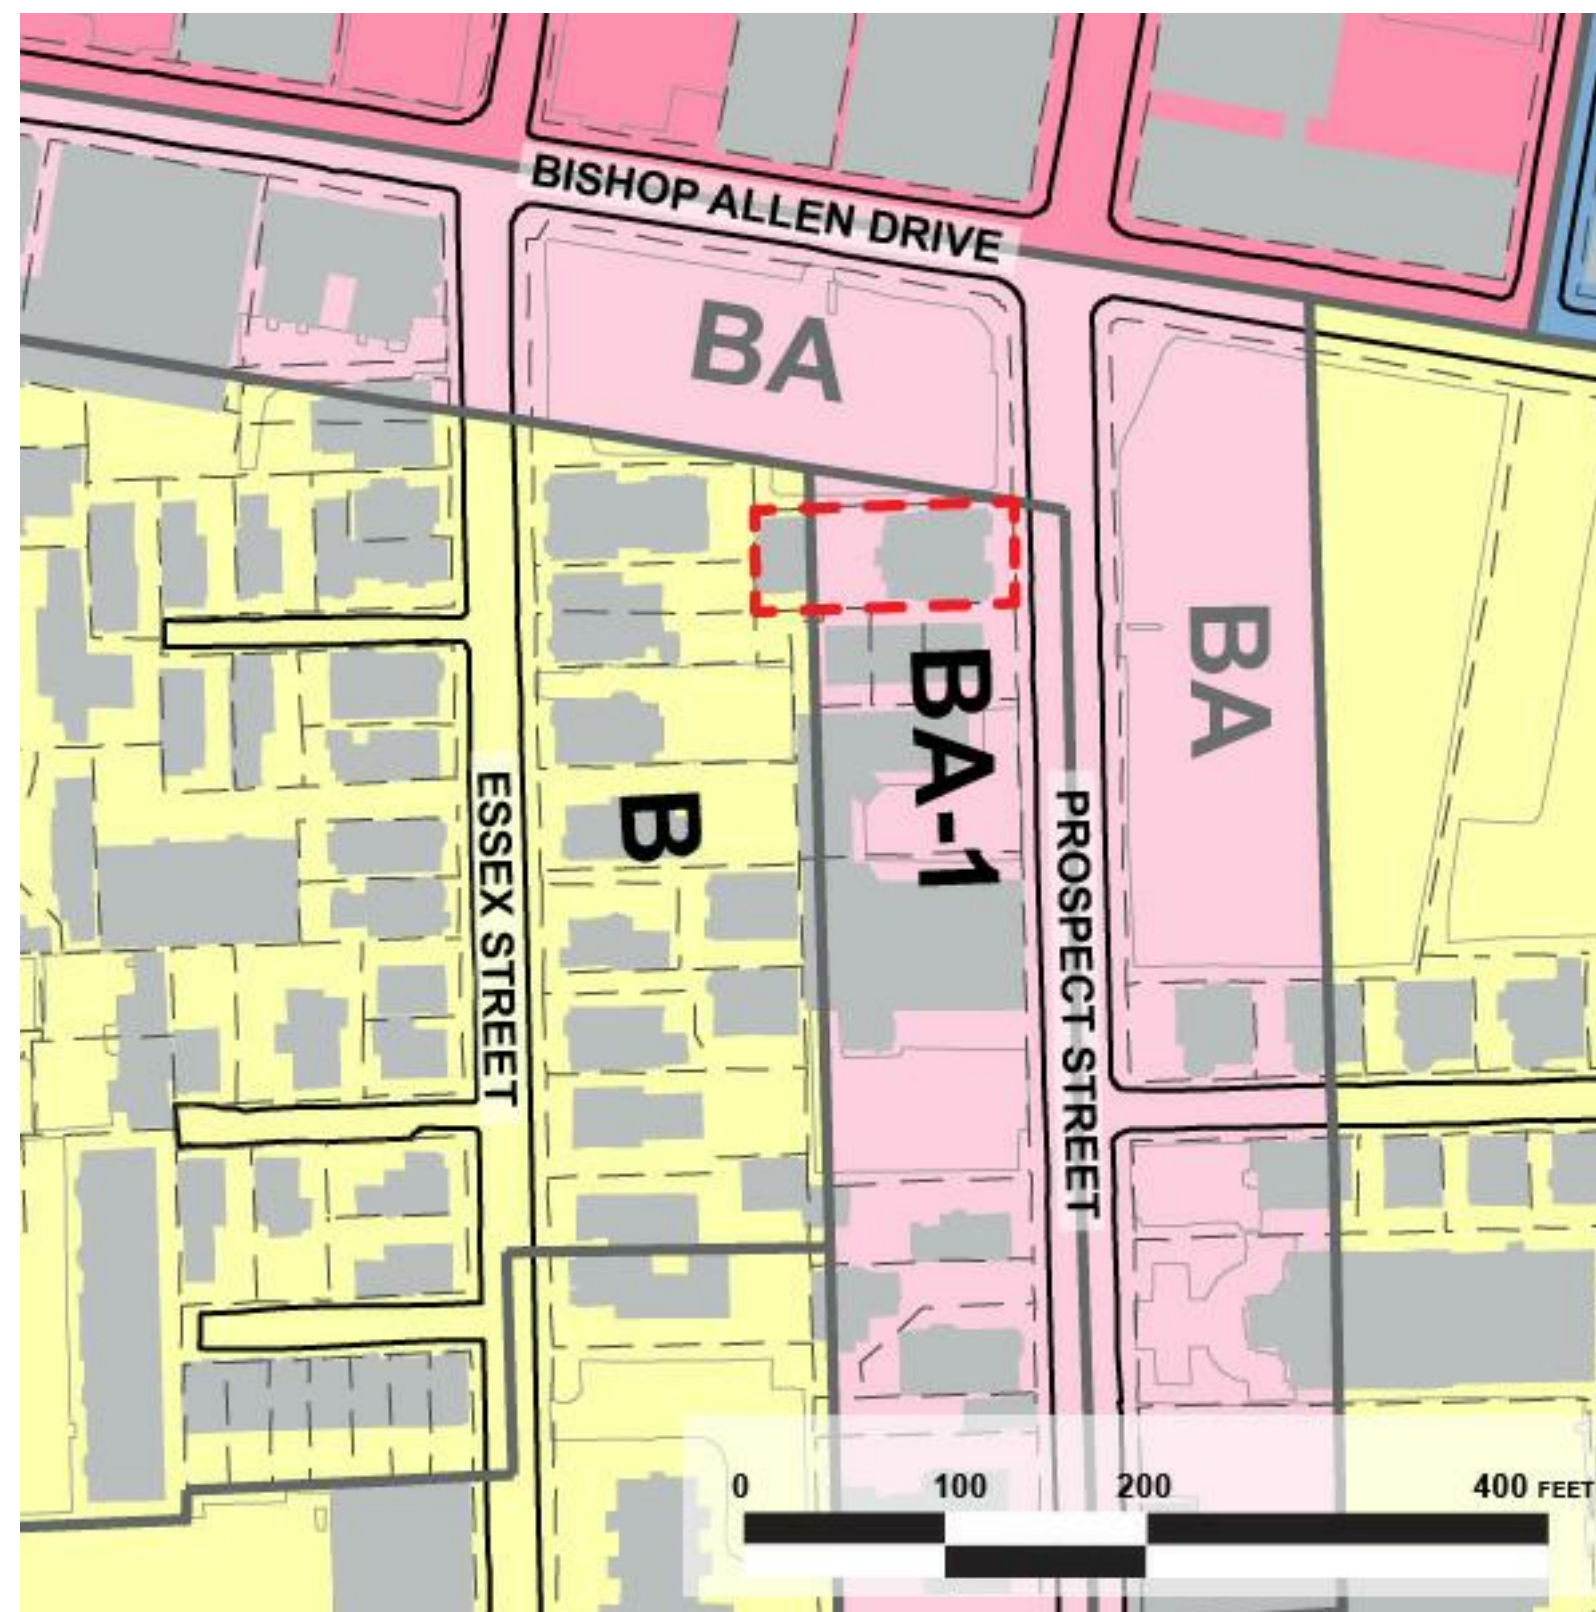 BISHOP ALLEN DRIVE
BA
BA
BA-1
B
ESSEX STREET
PROSPECT STREET
0 100 200 400 FEET